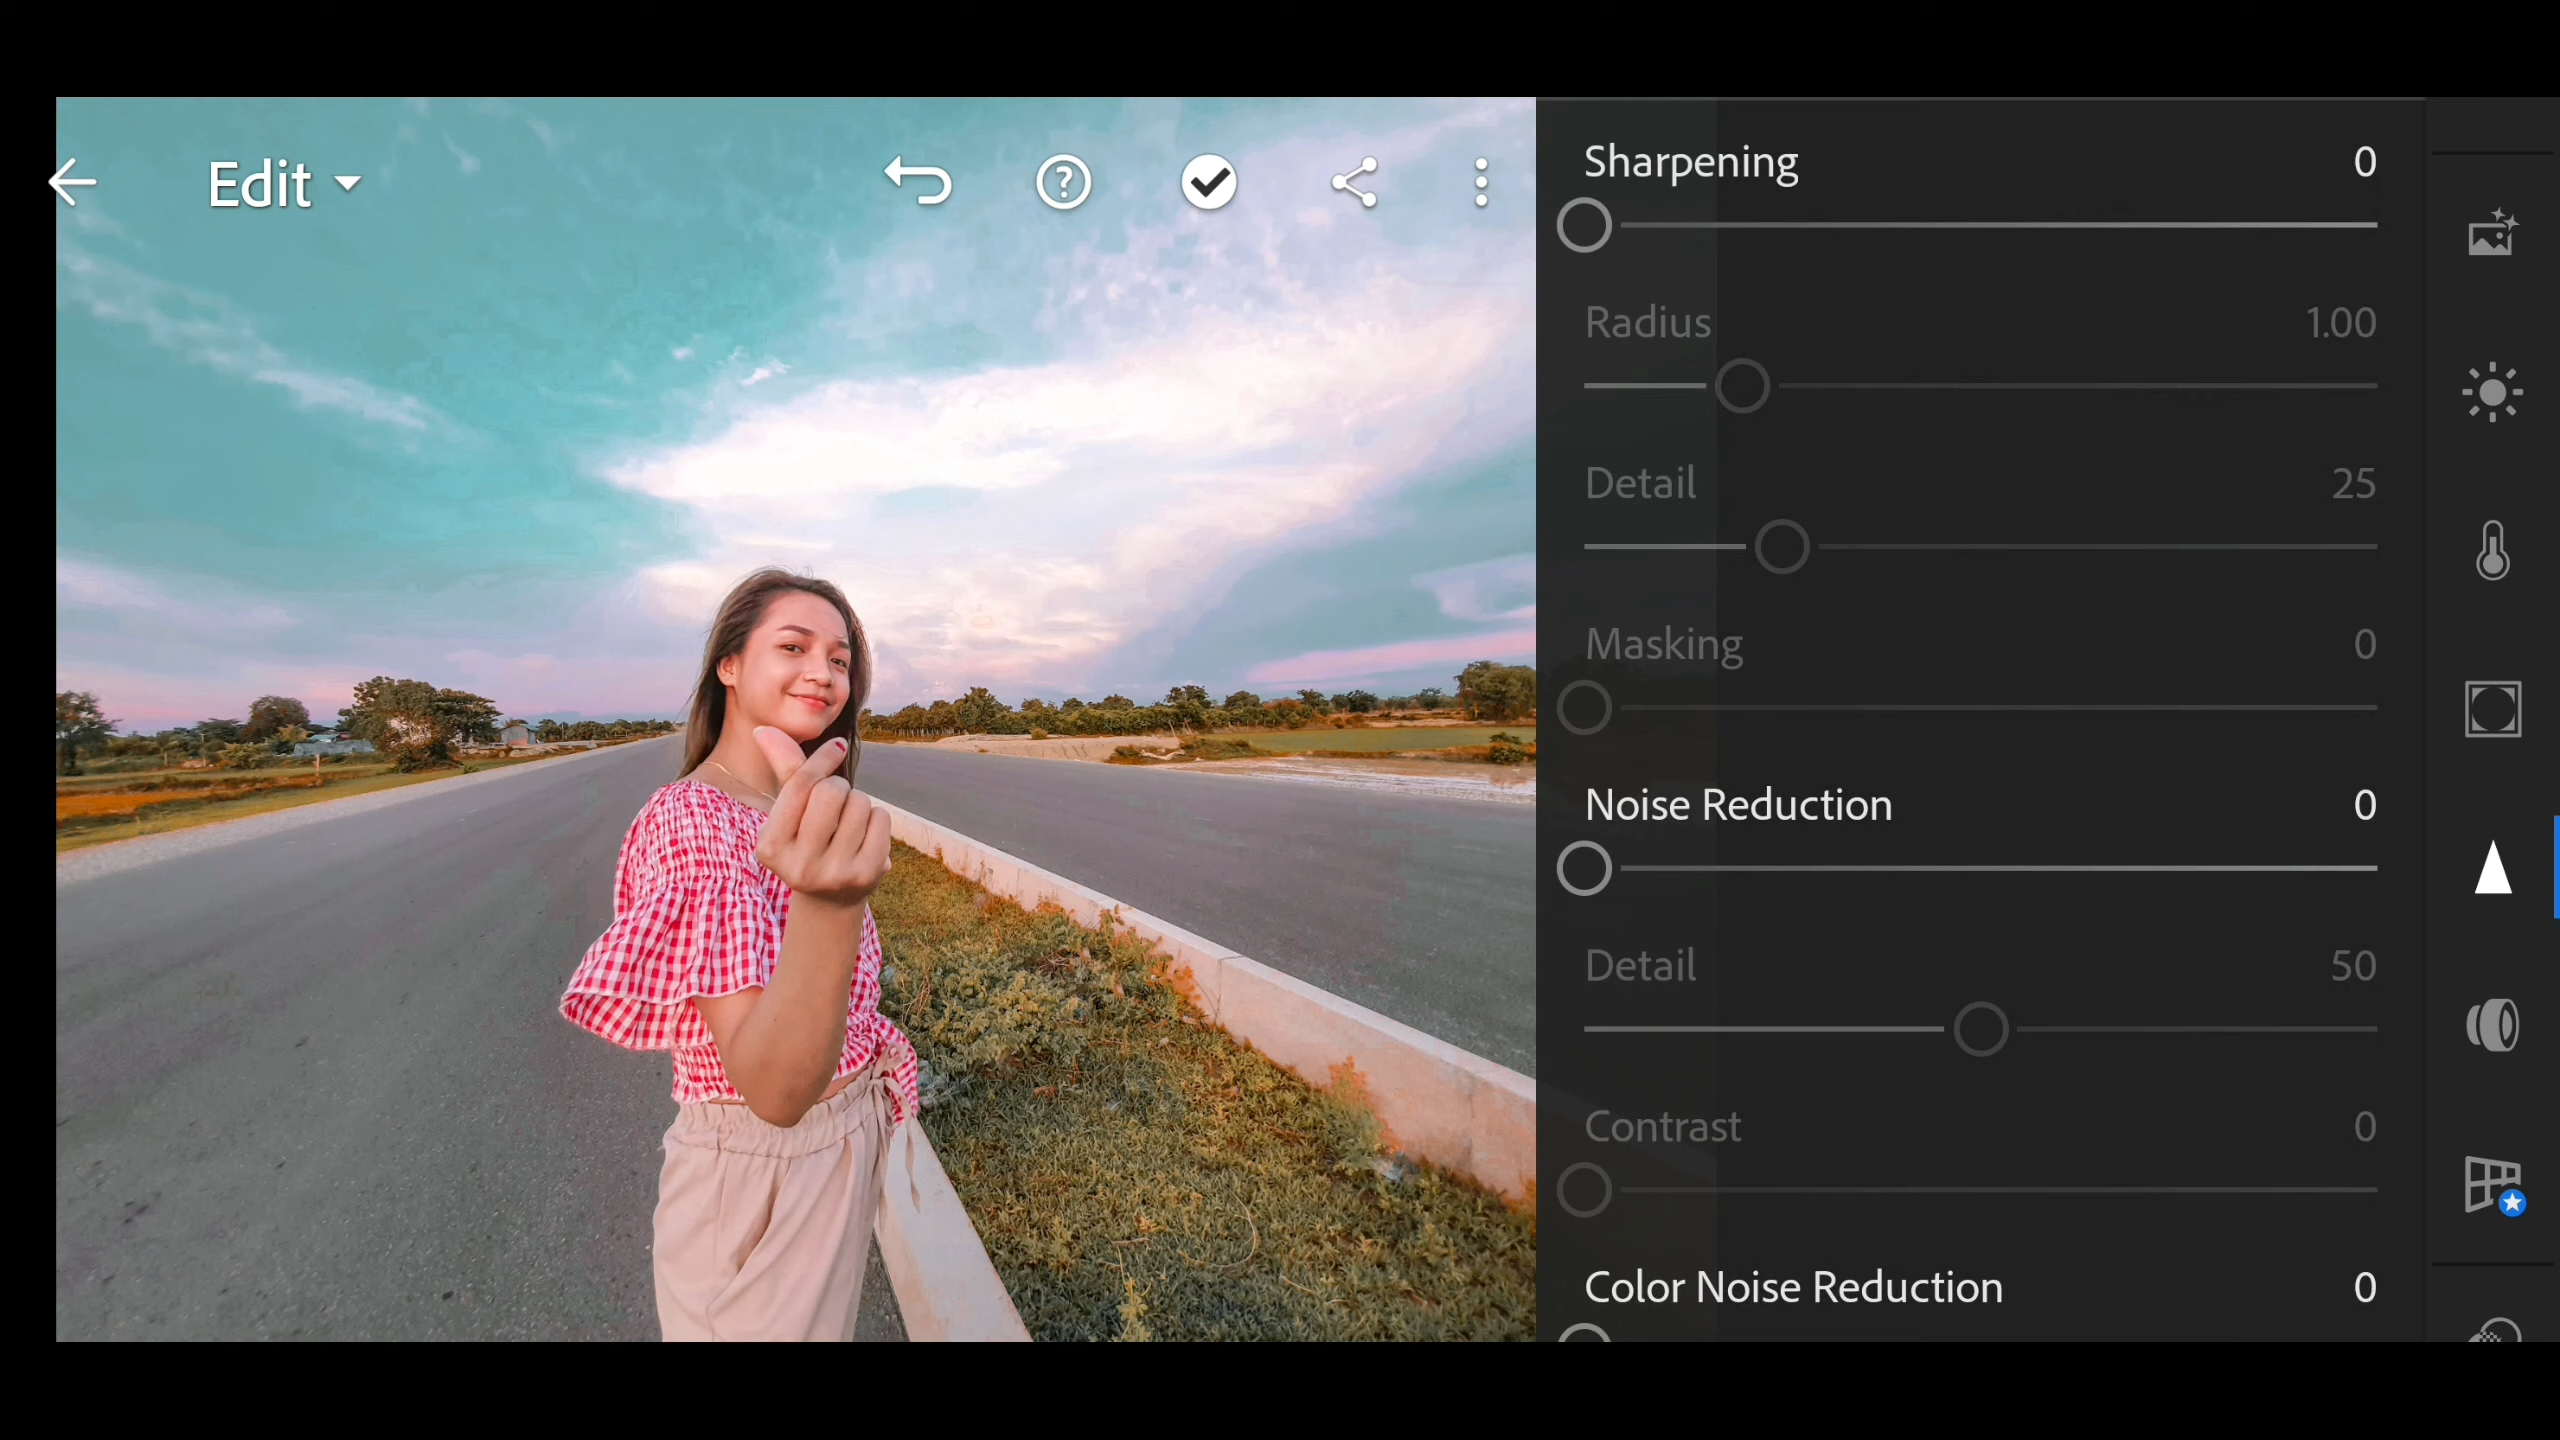 Edit
Sharpening 0
Radius 1.00
Detail 25
Masking 0
Noise Reduction 0
Detail 50
Contrast 0
Color Noise Reduction 0